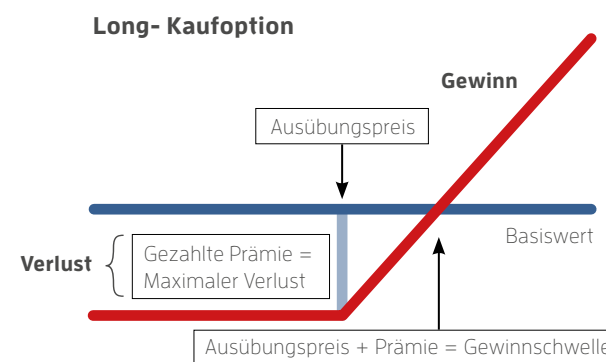 Long- Kaufoption
Gewinn
Ausübungspreis
Basiswert
Verlust
Gezahlte Prämie =
Maximaler Verlust
Ausübungspreis + Prämie = Gewinnschwelle